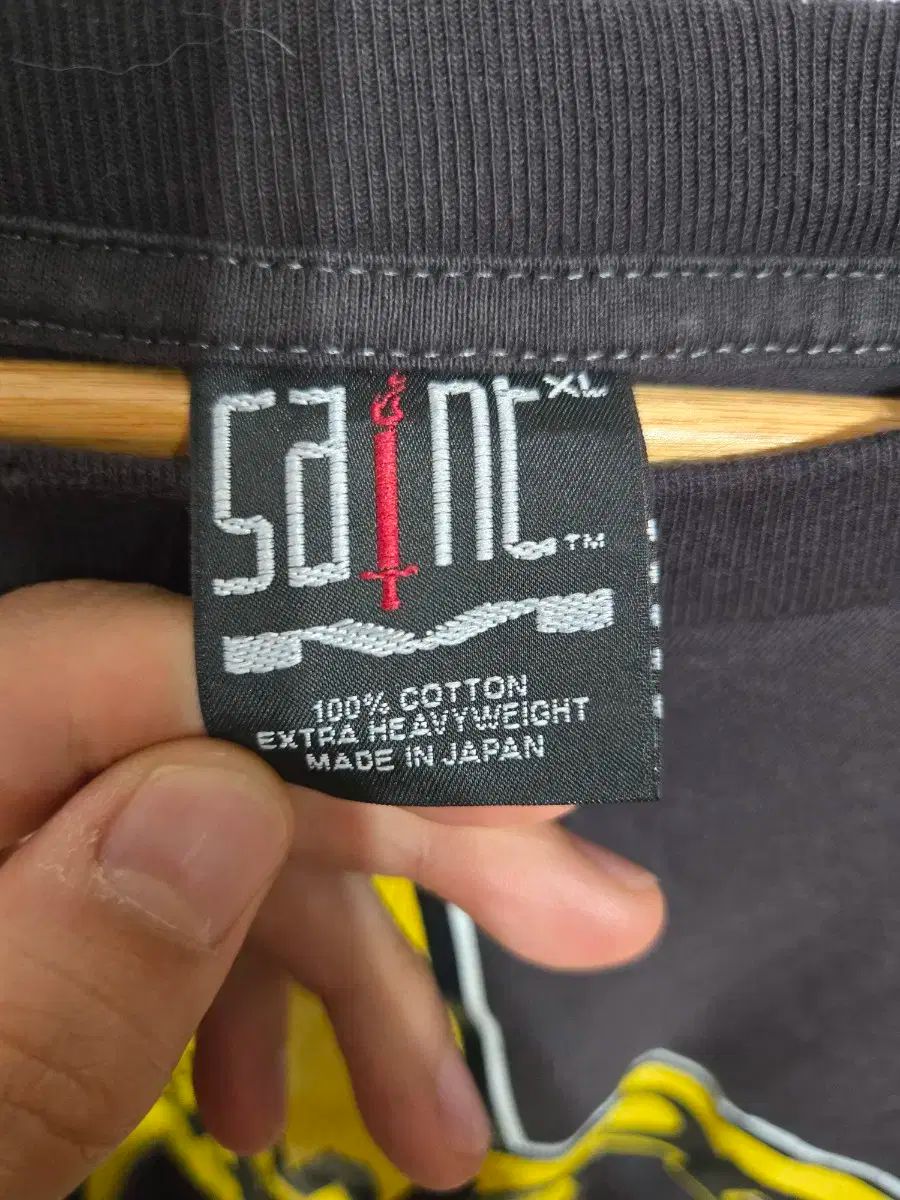 SaINt XL
TM
100% COTTON
EXTRA HEAVYWEIGHT
MADE IN JAPAN